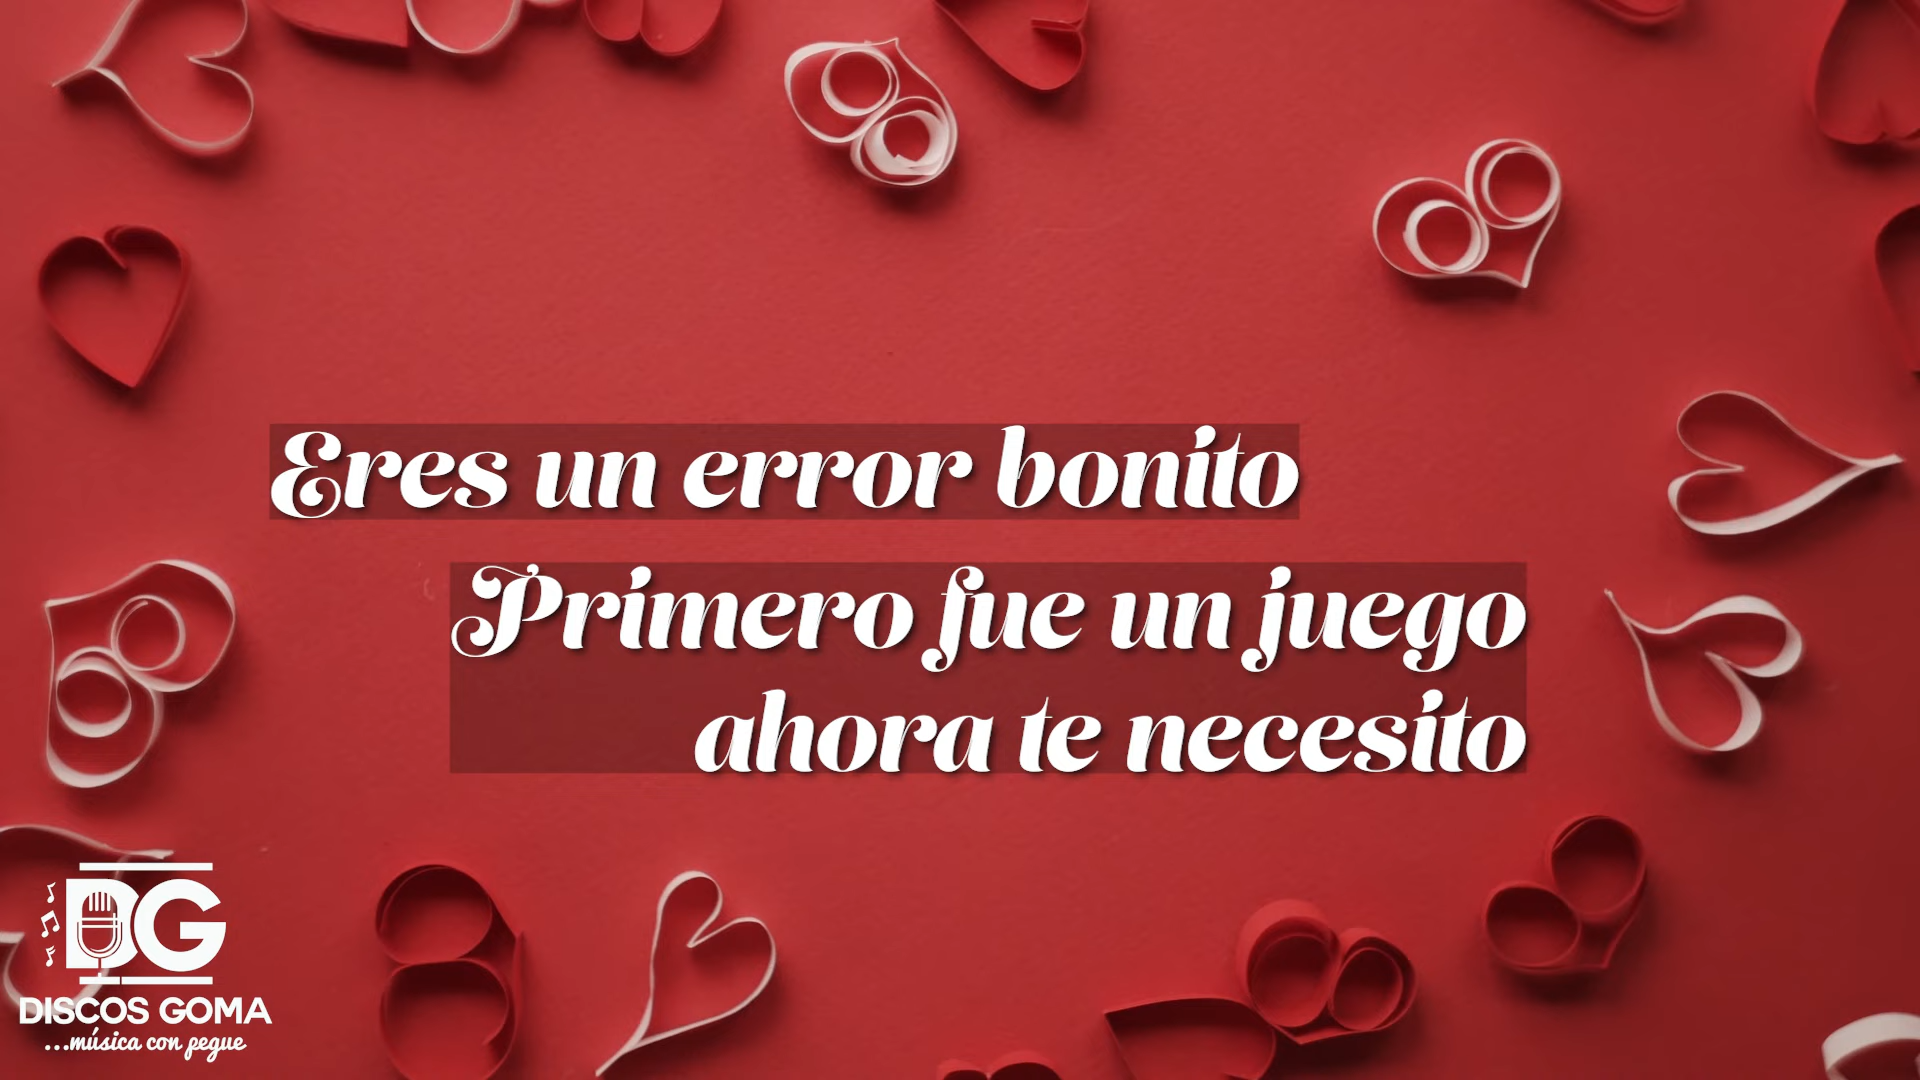 Eres un error bonito
Primero fue un juego
ahora te necesito
DG
DISCOS GOMA
...música con pegue